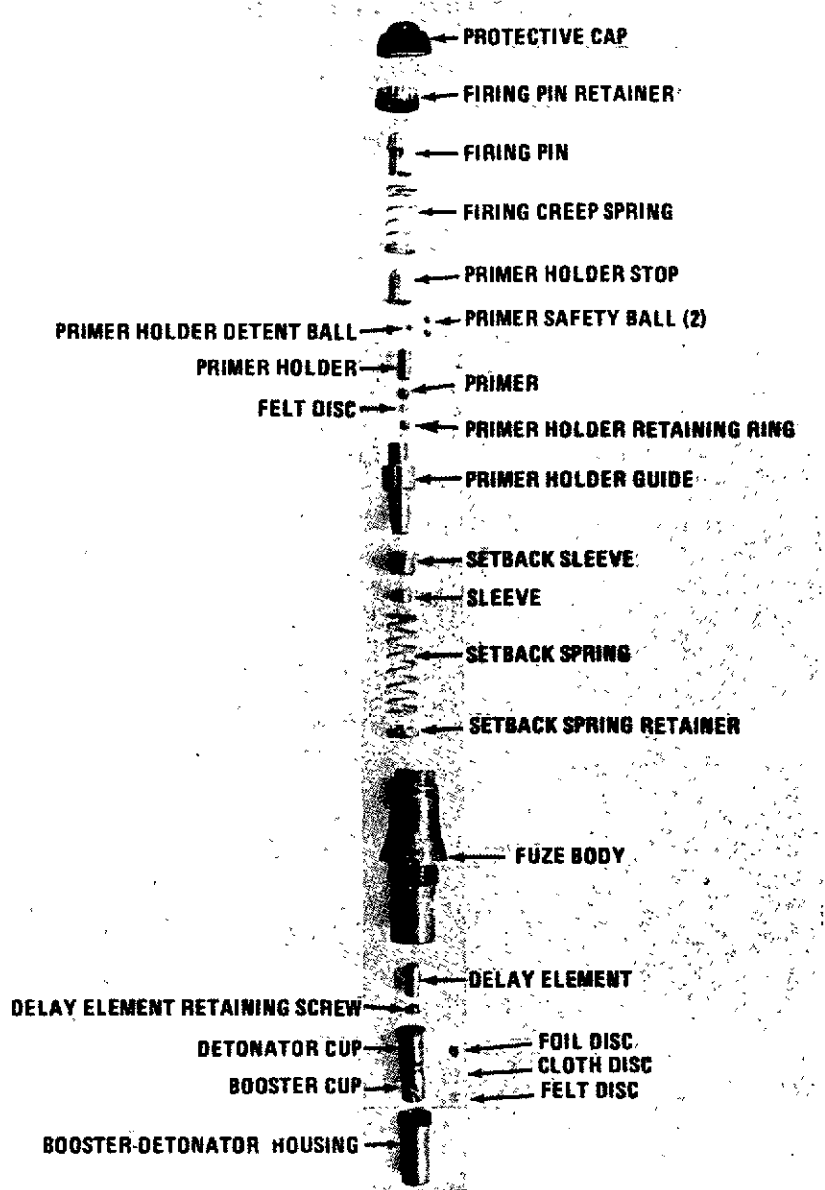 PROTECTIVE CAP
FIRING PIN RETAINER
FIRING PIN
FIRING CREEP SPRING
PRIMER HOLDER STOP
PRIMER HOLDER DETENT BALL
PRIMER SAFETY BALL (2)
PRIMER HOLDER
PRIMER
FELT DISC
PRIMER HOLDER RETAINING RING
PRIMER HOLDER GUIDE
SETBACK SLEEVE
SLEEVE
SETBACK SPRING
SETBACK SPRING RETAINER
FUZE BODY
DELAY ELEMENT
DELAY ELEMENT RETAINING SCREW
DETONATOR CUP
FOIL DISC
CLOTH DISC
BOOSTER CUP
FELT DISC
BOOSTER-DETONATOR HOUSING